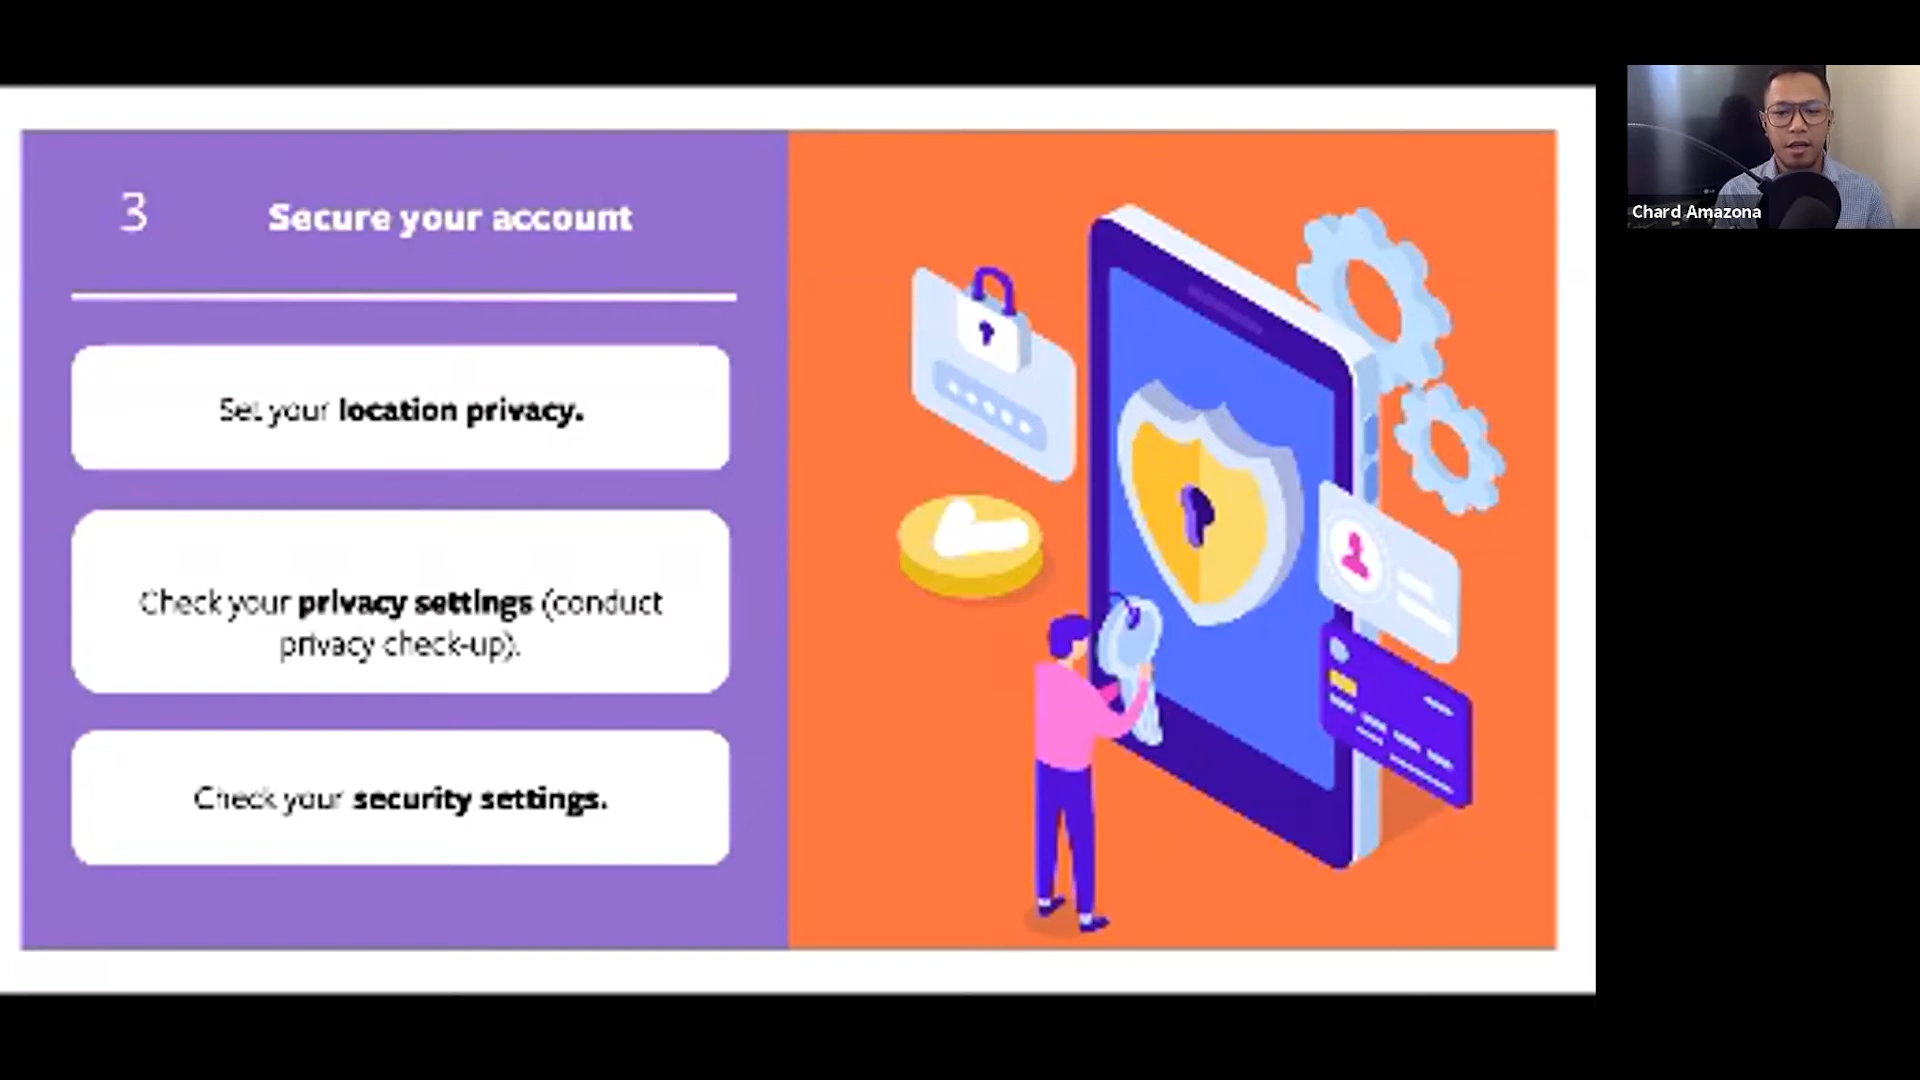 3 Secure your account
Set your location privacy.
Check your privacy settings (conduct
privacy check-up).
Check your security settings.
Chard Amazona